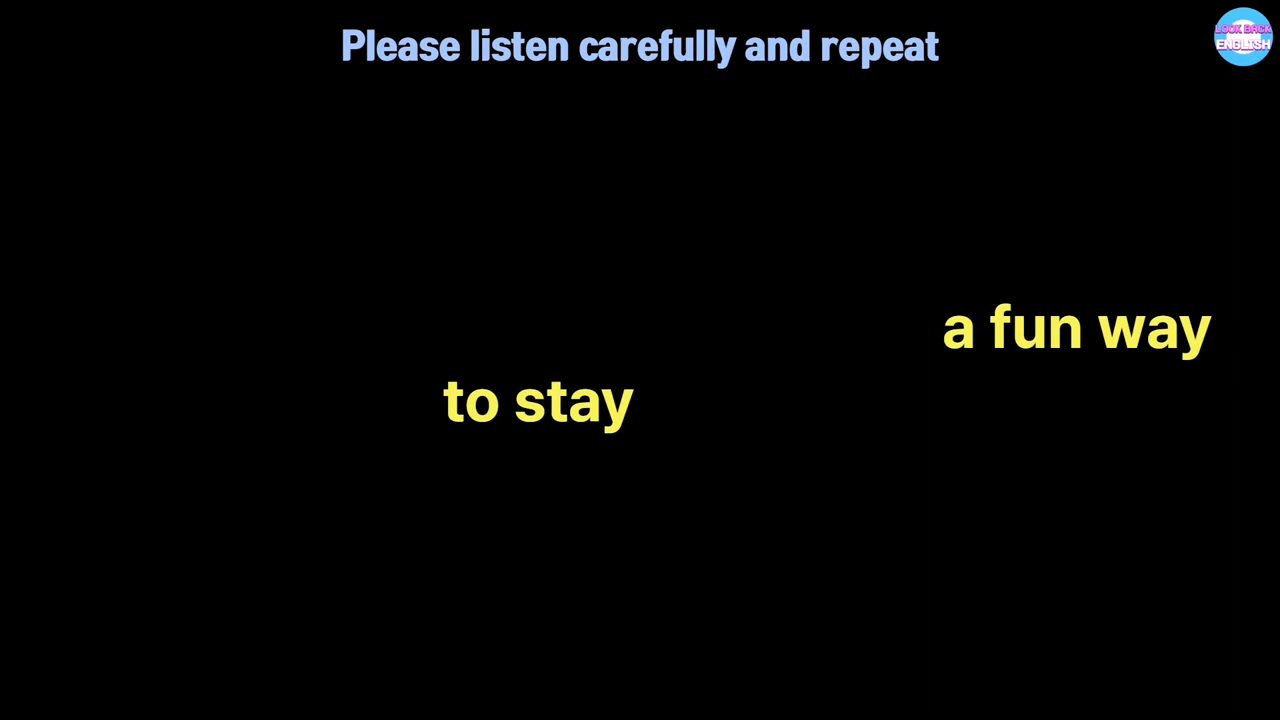 Please listen carefully and repeat
LOOK BACK
ENGLISH
a fun way
to stay